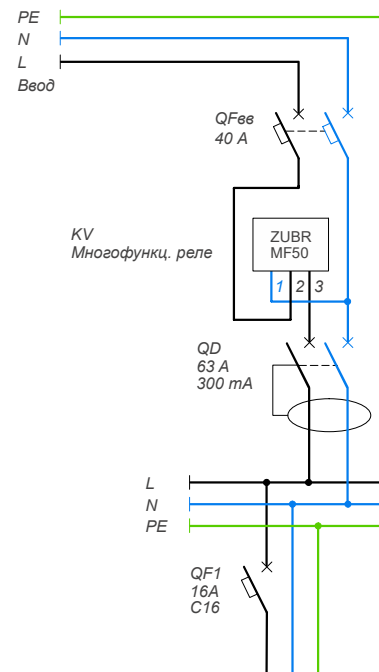 PE
N
L
Ввод
QFвв
40 A
KV
Многофункц. реле
ZUBR
MF50
1 2 3
QD
63 A
300 mA
L
N
PE
QF1
16A
C16